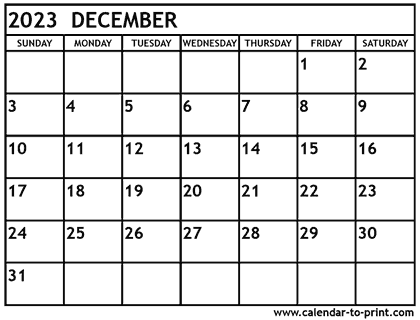 2023 DECEMBER
SUNDAY MONDAY TUESDAY WEDNESDAY THURSDAY FRIDAY SATURDAY
1 2
3 4 5 6 7 8 9
10 11 12 13 14 15 16
17 18 19 20 21 22 23
24 25 26 27 28 29 30
31
www.calendar-to-print.com